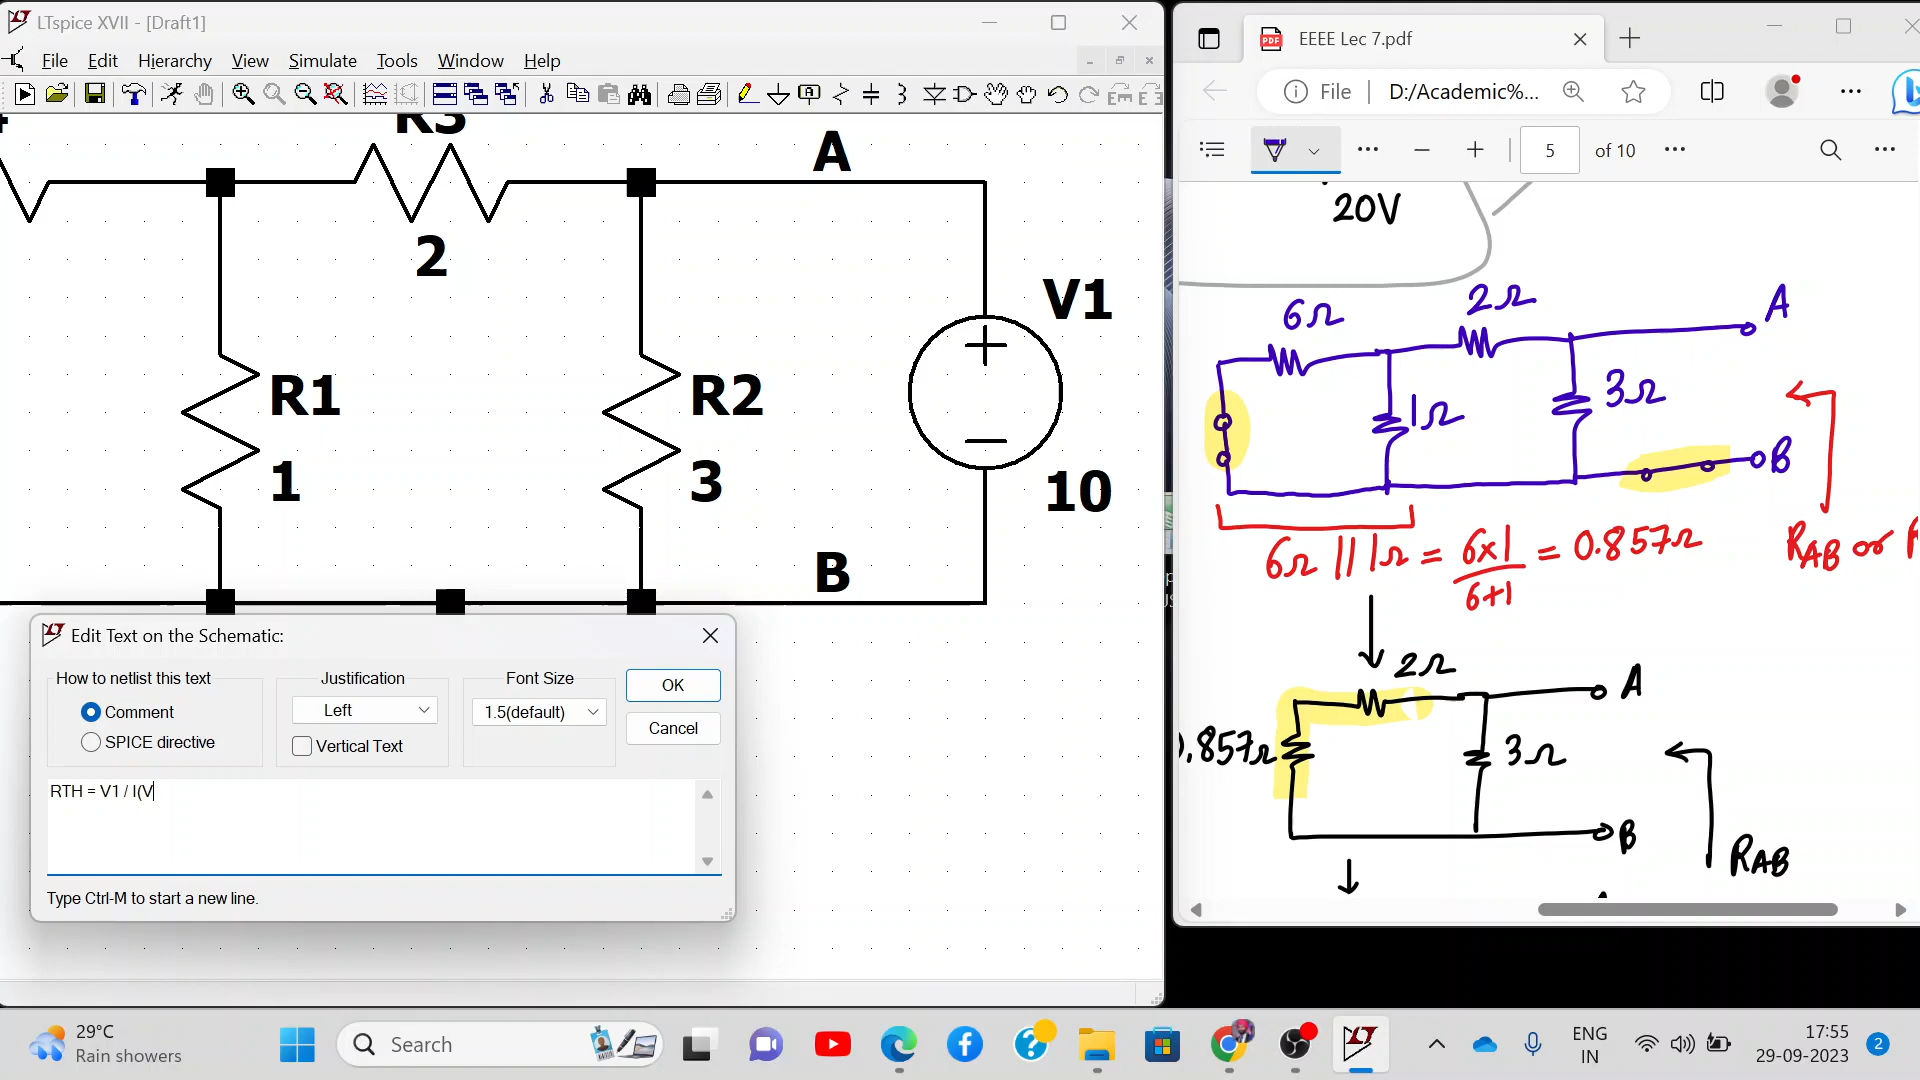 LTspice XVII - [Draft1]
File Edit Hierarchy View Simulate Tools Window Help
R3
A
2
V1
R1
R2
1
3
10
B
Edit Text on the Schematic:
How to netlist this text
Comment
SPICE directive
Justification
Left
Vertical Text
Font Size
1.5(default)
OK
Cancel
RTH = V1 / I(V
Type Ctrl-M to start a new line.
EEEE Lec 7.pdf
File D:/Academic%...
5 of 10
20V
6Ω
2Ω
A
1Ω
3Ω
B
6Ω || 1Ω = 6x1 / 6+1 = 0.857Ω
RAB or
2Ω
A
.857Ω
3Ω
B
RAB
29°C
Rain showers
Search
ENG
IN
17:55
29-09-2023
2